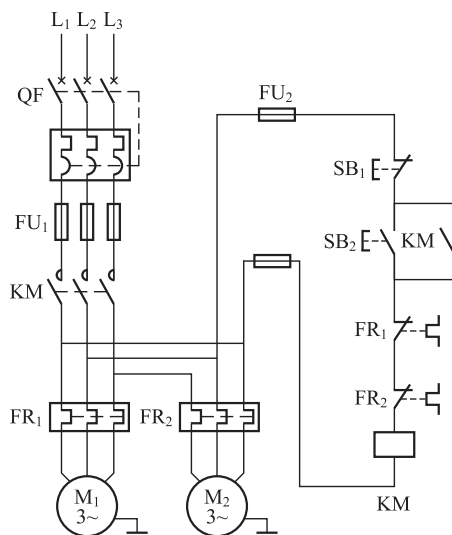 L₁ L₂ L₃
QF
FU₂
SB₁
FU₁
SB₂ KM
KM
FR₁
FR₁ FR₂
FR₂
M₁
3~
M₂
3~
KM